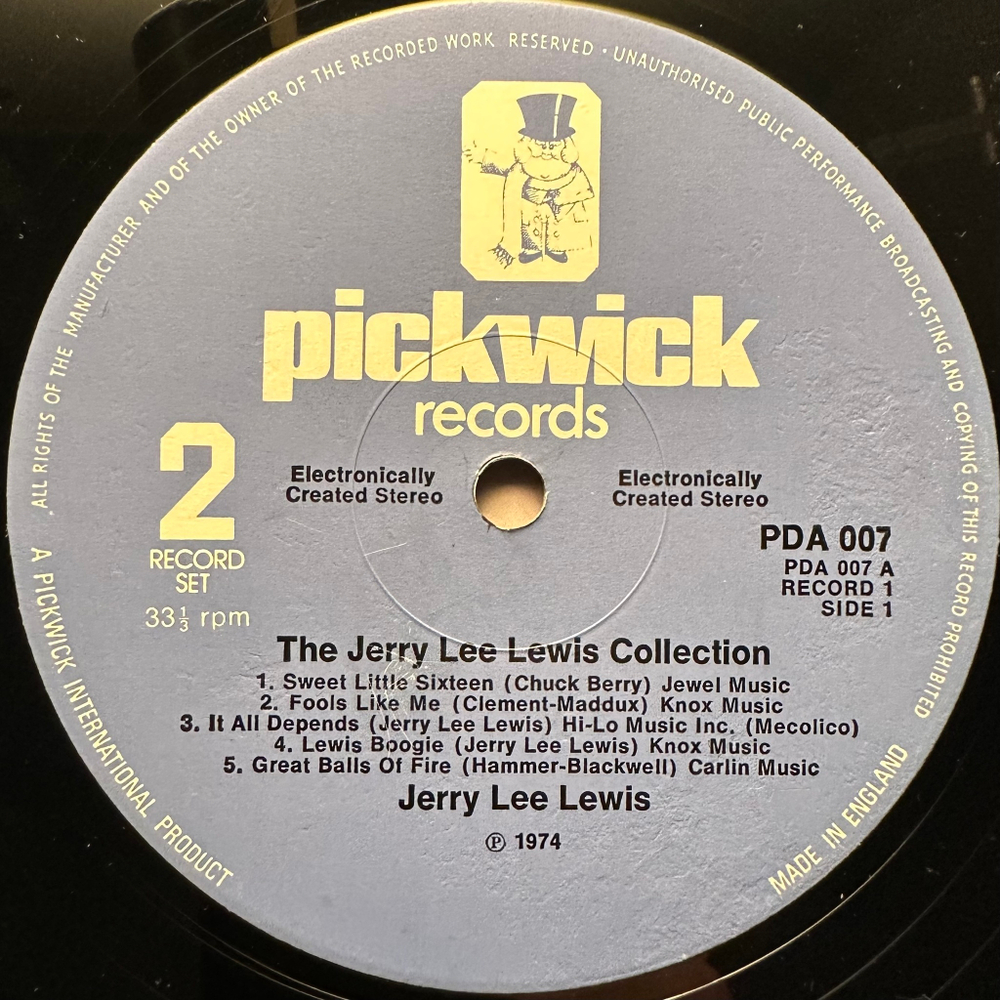 ALL RIGHTS OF THE MANUFACTURER AND OF THE OWNER OF THE RECORDED WORK RESERVED • UNAUTHORISED PUBLIC PERFORMANCE BROADCASTING AND COPYING OF THIS RECORD PROHIBITED
pickwick
records
2
RECORD
SET
33⅓ rpm
Electronically
Created Stereo
Electronically
Created Stereo
PDA 007
PDA 007 A
RECORD 1
SIDE 1
The Jerry Lee Lewis Collection
1. Sweet Little Sixteen (Chuck Berry) Jewel Music
2. Fools Like Me (Clement-Maddux) Knox Music
3. It All Depends (Jerry Lee Lewis) Hi-Lo Music Inc. (Mecolico)
4. Lewis Boogie (Jerry Lee Lewis) Knox Music
5. Great Balls Of Fire (Hammer-Blackwell) Carlin Music
Jerry Lee Lewis
℗ 1974
A PICKWICK INTERNATIONAL PRODUCT
MADE IN ENGLAND